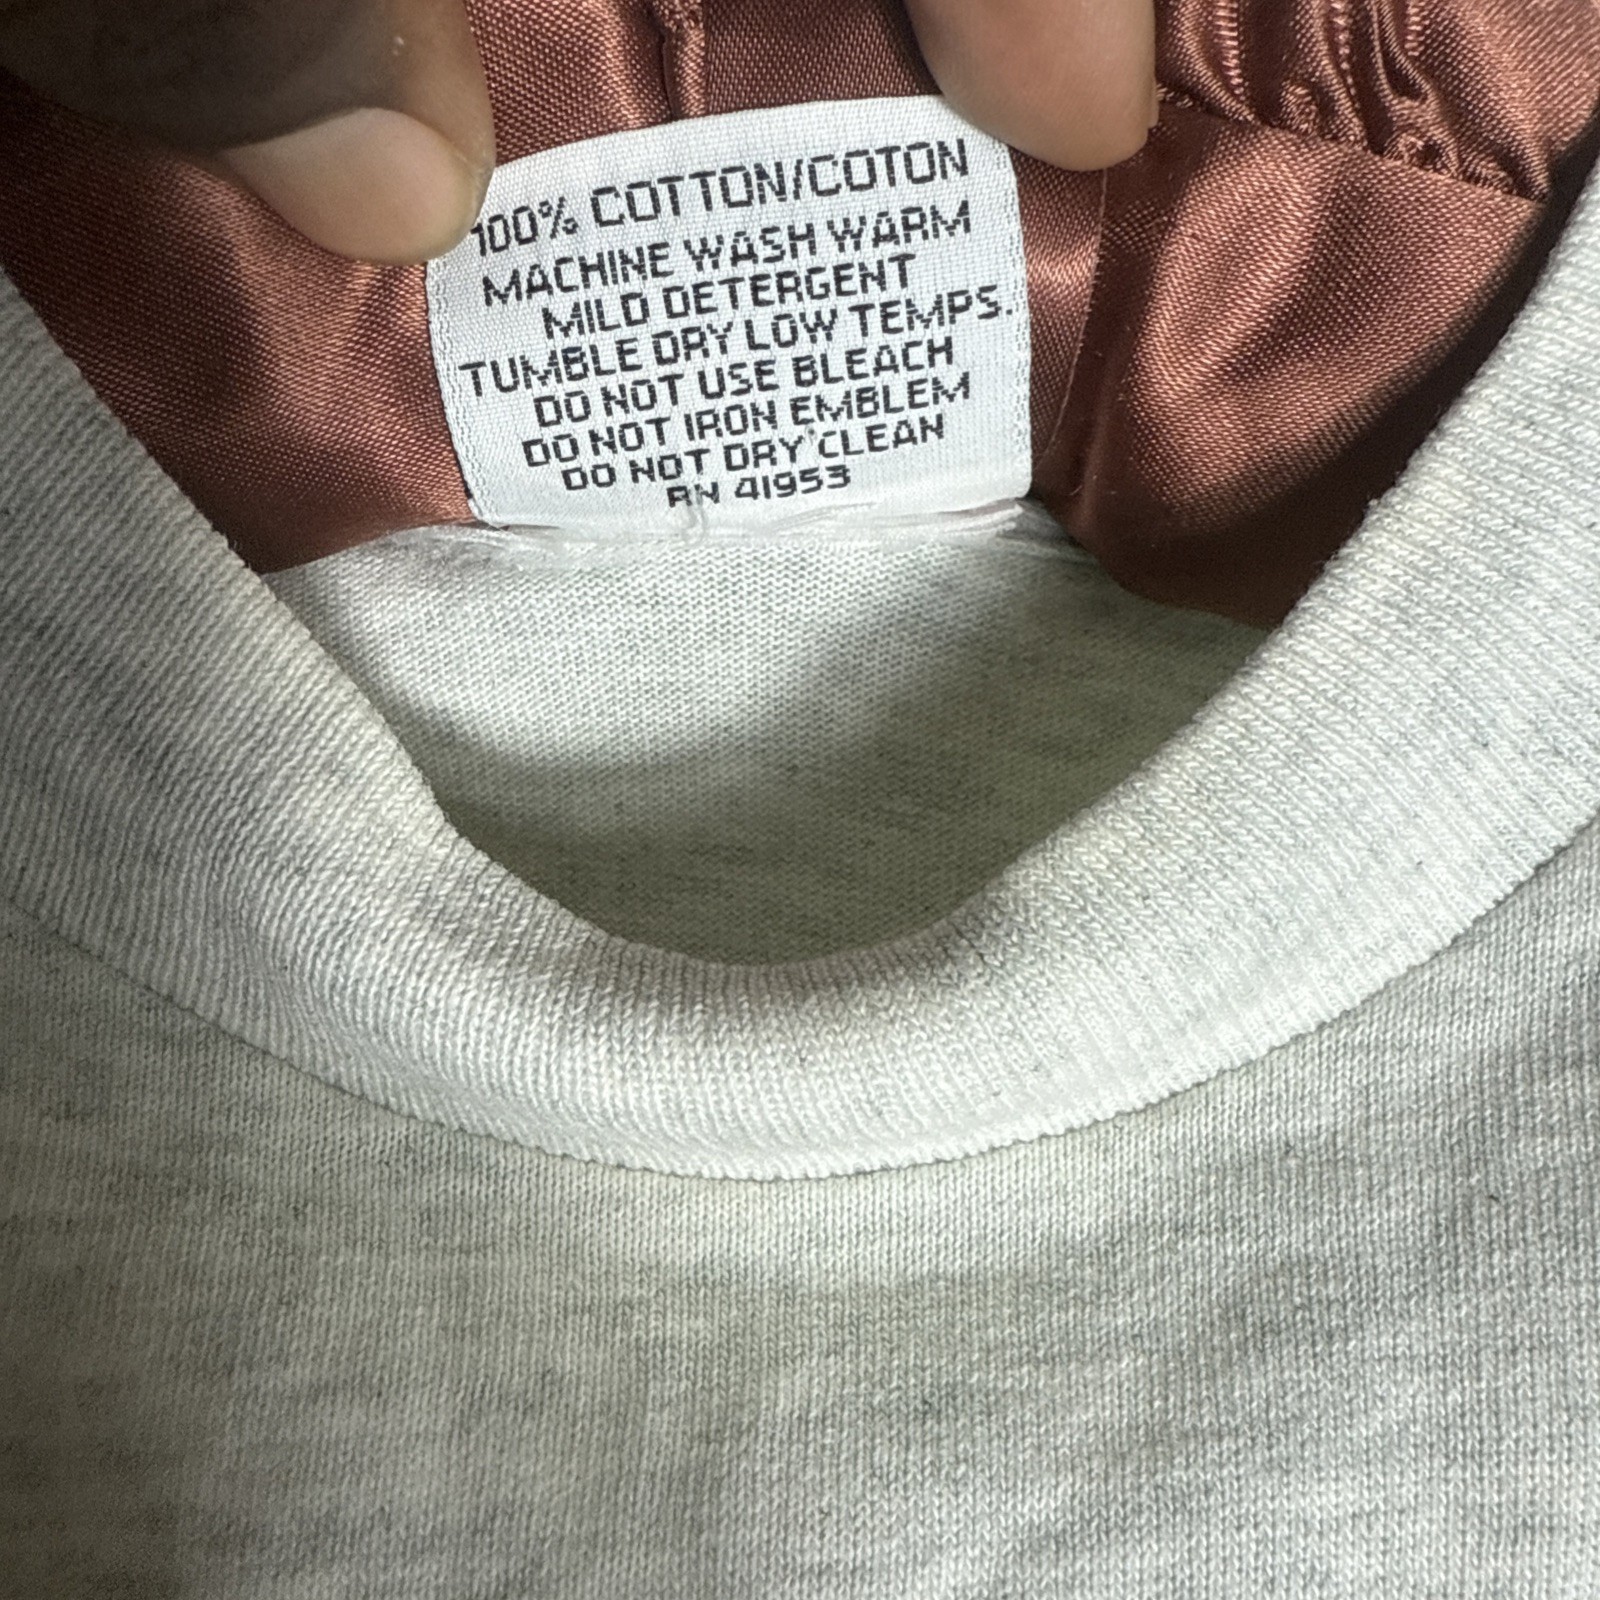 100% COTTON/COTON
MACHINE WASH WARM
MILD DETERGENT
TUMBLE DRY LOW TEMPS.
DO NOT USE BLEACH
DO NOT IRON EMBLEM
DO NOT DRY CLEAN
RN 41953